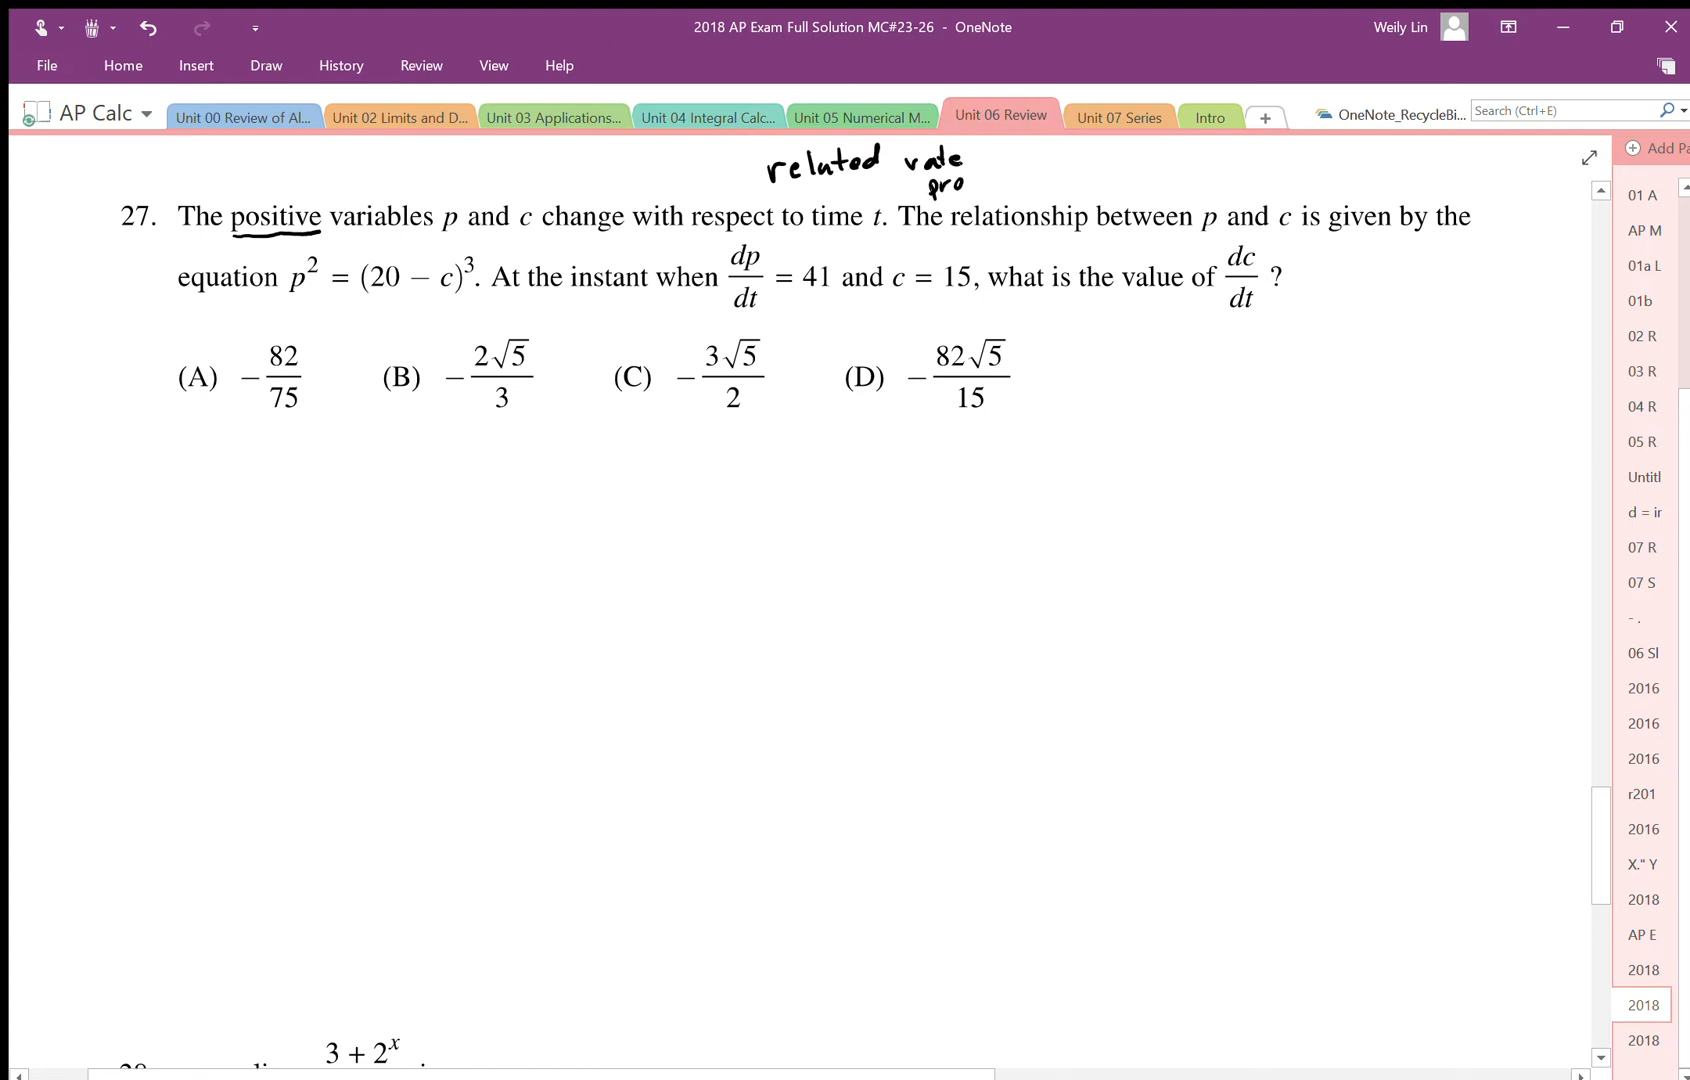 2018 AP Exam Full Solution MC#23-26 - OneNote
Weily Lin
File Home Insert Draw History Review View Help
AP Calc
Unit 00 Review of Al... Unit 02 Limits and D... Unit 03 Applications... Unit 04 Integral Calc... Unit 05 Numerical M... Unit 06 Review Unit 07 Series Intro +
OneNote_RecycleBi...
Search (Ctrl+E)
Add Pa
related rate
pro
27. The positive variables p and c change with respect to time t. The relationship between p and c is given by the
equation p² = (20 − c)³. At the instant when dp/dt = 41 and c = 15, what is the value of dc/dt ?
(A) − 82/75 (B) − 2√5/3 (C) − 3√5/2 (D) − 82√5/15
3 + 2ˣ
01 A
AP M
01a L
01b
02 R
03 R
04 R
05 R
Untitl
d = ir
07 R
07 S
- .
06 Sl
2016
2016
2016
r201
2016
X." Y
2018
AP E
2018
2018
2018